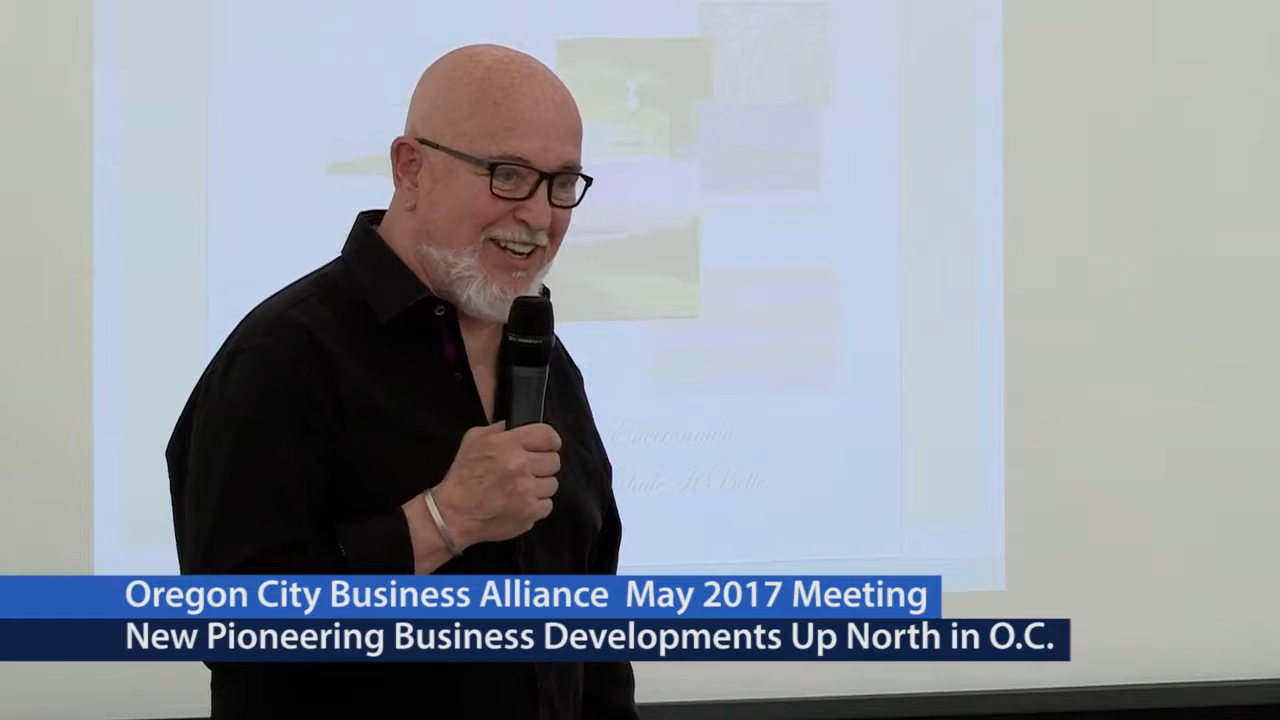 Oregon City Business Alliance May 2017 Meeting
New Pioneering Business Developments Up North in O.C.